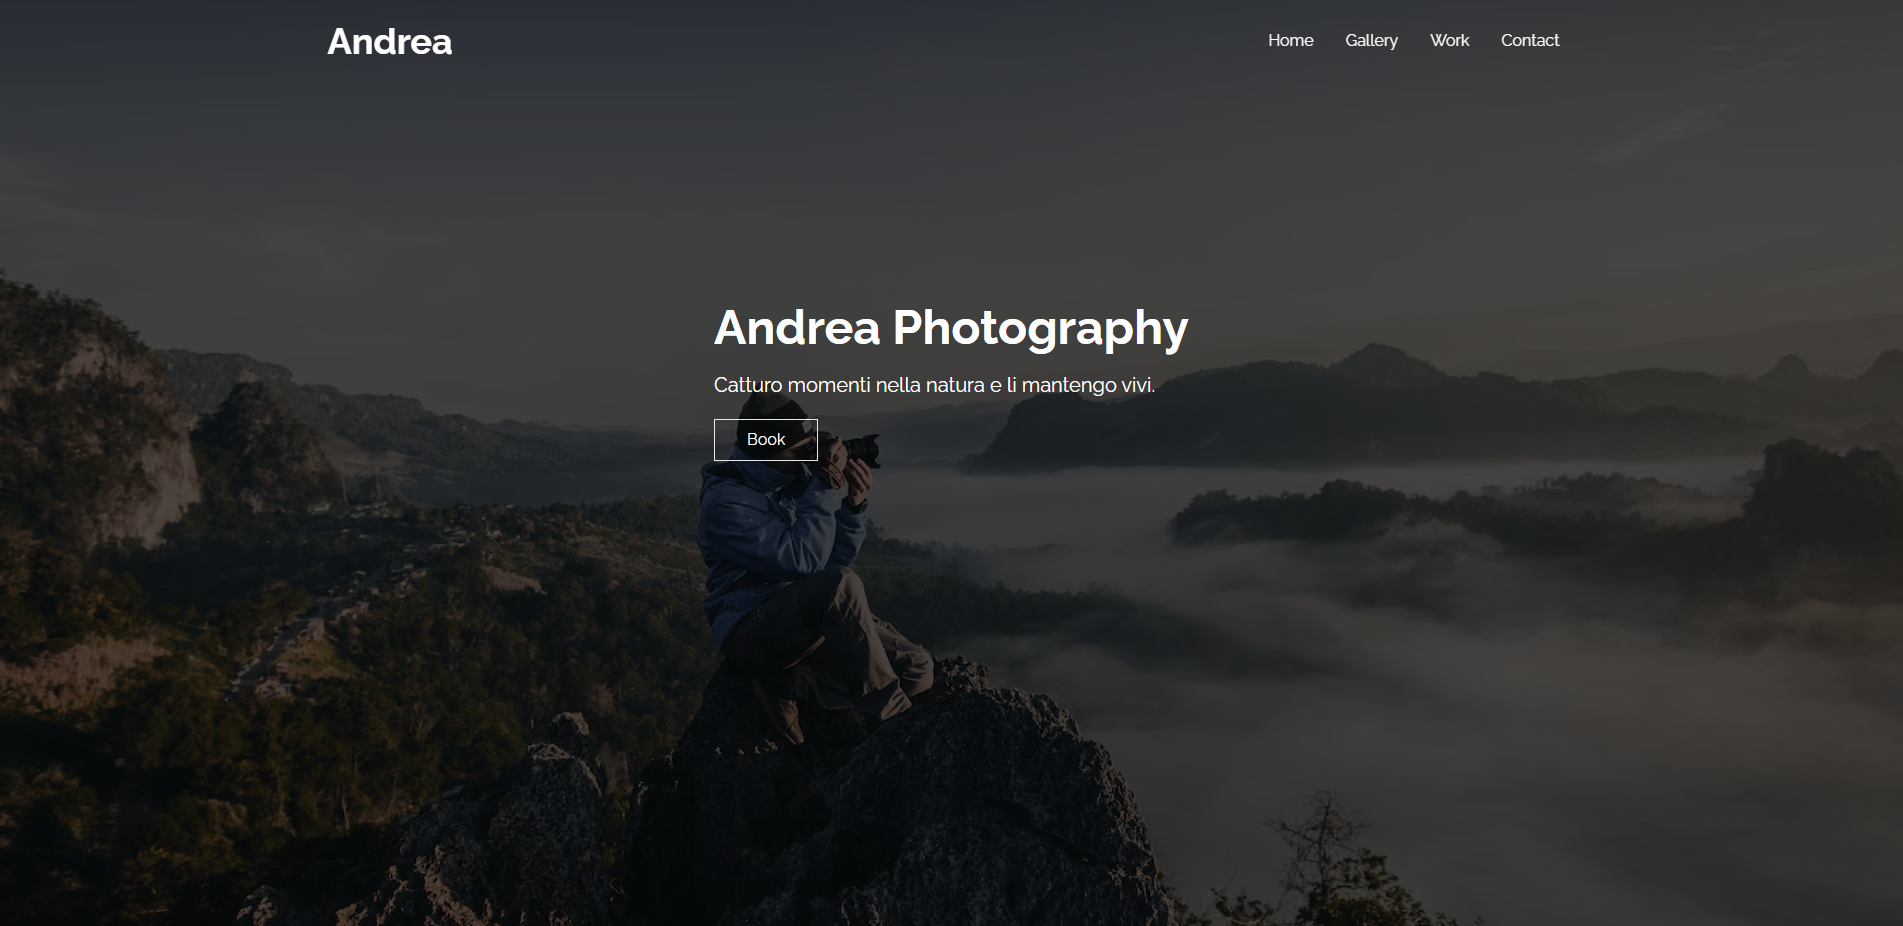 Andrea
Home Gallery Work Contact
Andrea Photography
Catturo momenti nella natura e li mantengo vivi.
Book